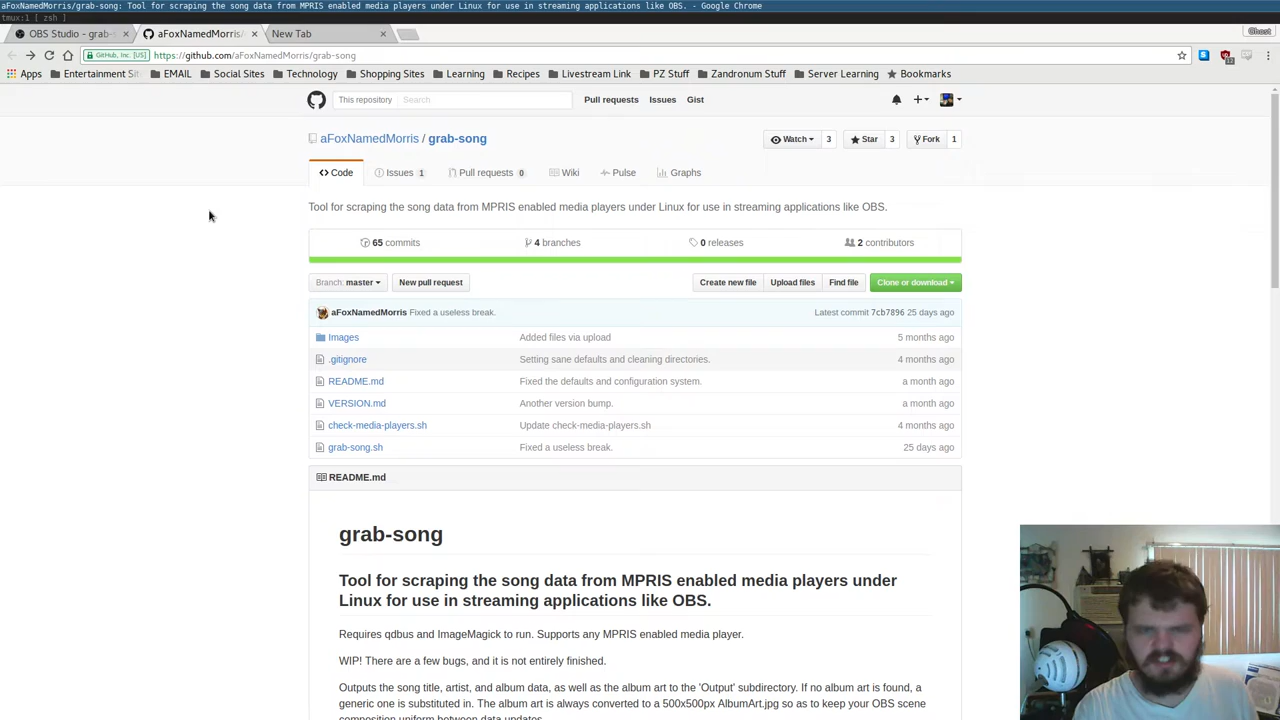 aFoxNamedMorris/grab-song: Tool for scraping the song data from MPRIS enabled media players under Linux for use in streaming applications like OBS. - Google Chrome
tmux:1 [ zsh ]
OBS Studio - grab-s
aFoxNamedMorris/
New Tab
Ghost
GitHub, Inc. [US]
https://github.com/aFoxNamedMorris/grab-song
Apps
Entertainment Sit
EMAIL
Social Sites
Technology
Shopping Sites
Learning
Recipes
Livestream Link
PZ Stuff
Zandronum Stuff
Server Learning
Bookmarks
This repository
Search
Pull requests
Issues
Gist
aFoxNamedMorris / grab-song
Watch 3
Star 3
Fork 1
Code
Issues 1
Pull requests 0
Wiki
Pulse
Graphs
Tool for scraping the song data from MPRIS enabled media players under Linux for use in streaming applications like OBS.
65 commits
4 branches
0 releases
2 contributors
Branch: master
New pull request
Create new file
Upload files
Find file
Clone or download
aFoxNamedMorris Fixed a useless break.
Latest commit 7cb7896 25 days ago
Images Added files via upload 5 months ago
.gitignore Setting sane defaults and cleaning directories. 4 months ago
README.md Fixed the defaults and configuration system. a month ago
VERSION.md Another version bump. a month ago
check-media-players.sh Update check-media-players.sh 4 months ago
grab-song.sh Fixed a useless break. 25 days ago
README.md
grab-song
Tool for scraping the song data from MPRIS enabled media players under
Linux for use in streaming applications like OBS.
Requires qdbus and ImageMagick to run. Supports any MPRIS enabled media player.
WIP! There are a few bugs, and it is not entirely finished.
Outputs the song title, artist, and album data, as well as the album art to the 'Output' subdirectory. If no album art is found, a
generic one is substituted in. The album art is always converted to a 500x500px AlbumArt.jpg so as to keep your OBS scene
composition uniform between data updates.